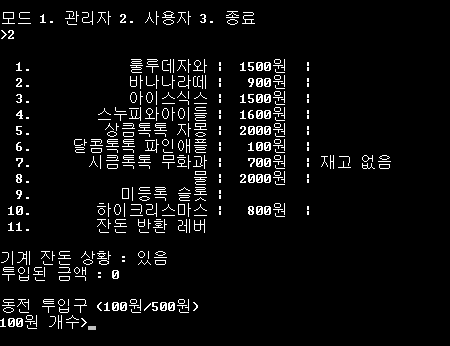 모드 1. 관리자 2. 사용자 3. 종료
>2
1. 룰루데자와 ¦ 1500원 ¦
2. 바나나라떼 ¦ 900원 ¦
3. 아이스식스 ¦ 1500원 ¦
4. 스누피와아이들 ¦ 1600원 ¦
5. 상콤톡톡 자몽 ¦ 2000원 ¦
6. 달콤톡톡 파인애플 ¦ 100원 ¦
7. 시큼톡톡 무화과 ¦ 700원 ¦ 재고 없음
8. 물 ¦ 2000원 ¦
9. 미등록 슬롯 ¦
10. 하이크리스마스 ¦ 800원 ¦
11. 잔돈 반환 레버
기계 잔돈 상황 : 있음
투입된 금액 : 0
동전 투입구 (100원/500원)
100원 개수>